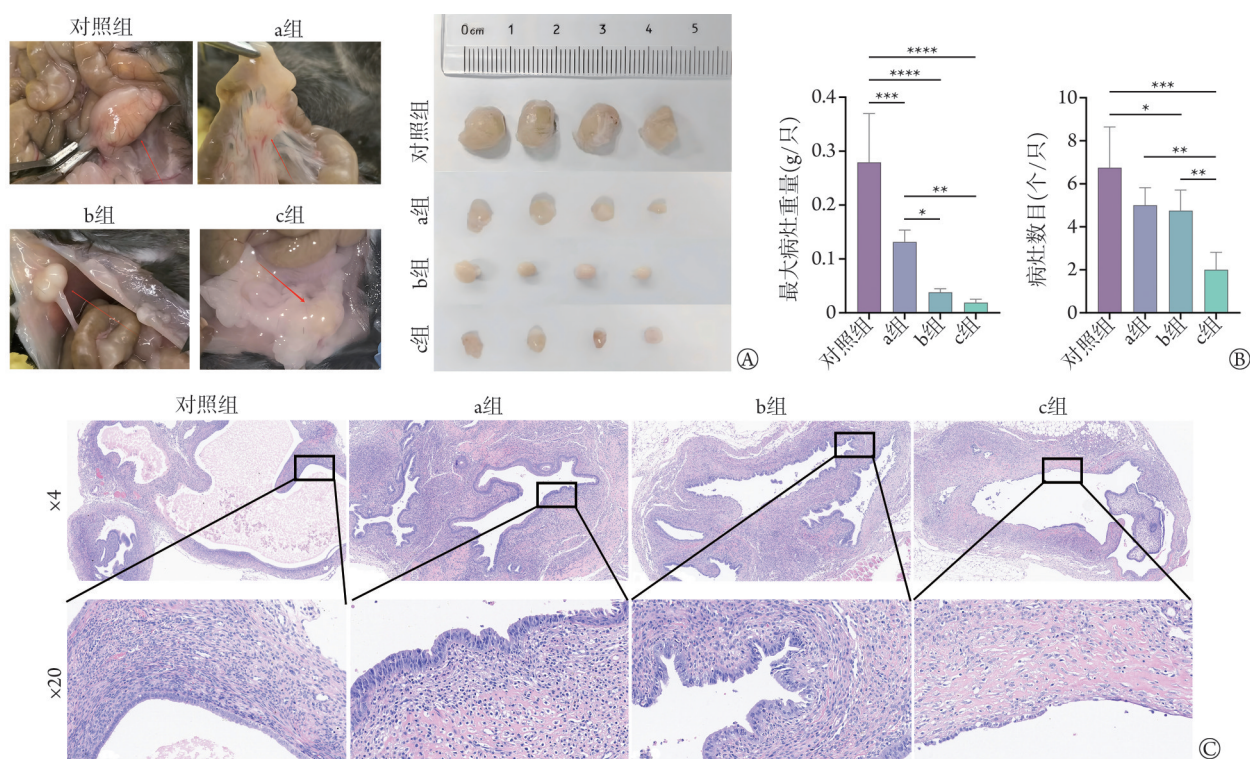 对照组
a组
b组
c组
0cm 1 2 3 4 5
对照组
a组
b组
c组
Ⓐ
最大病灶重量(g/只)
0.4
0.3
0.2
0.1
0
****
****
***
**
*
对照组
a组
b组
c组
病灶数目(个/只)
10
8
6
4
2
0
***
*
**
**
对照组
a组
b组
c组
Ⓑ
对照组
a组
b组
c组
×4
×20
Ⓒ